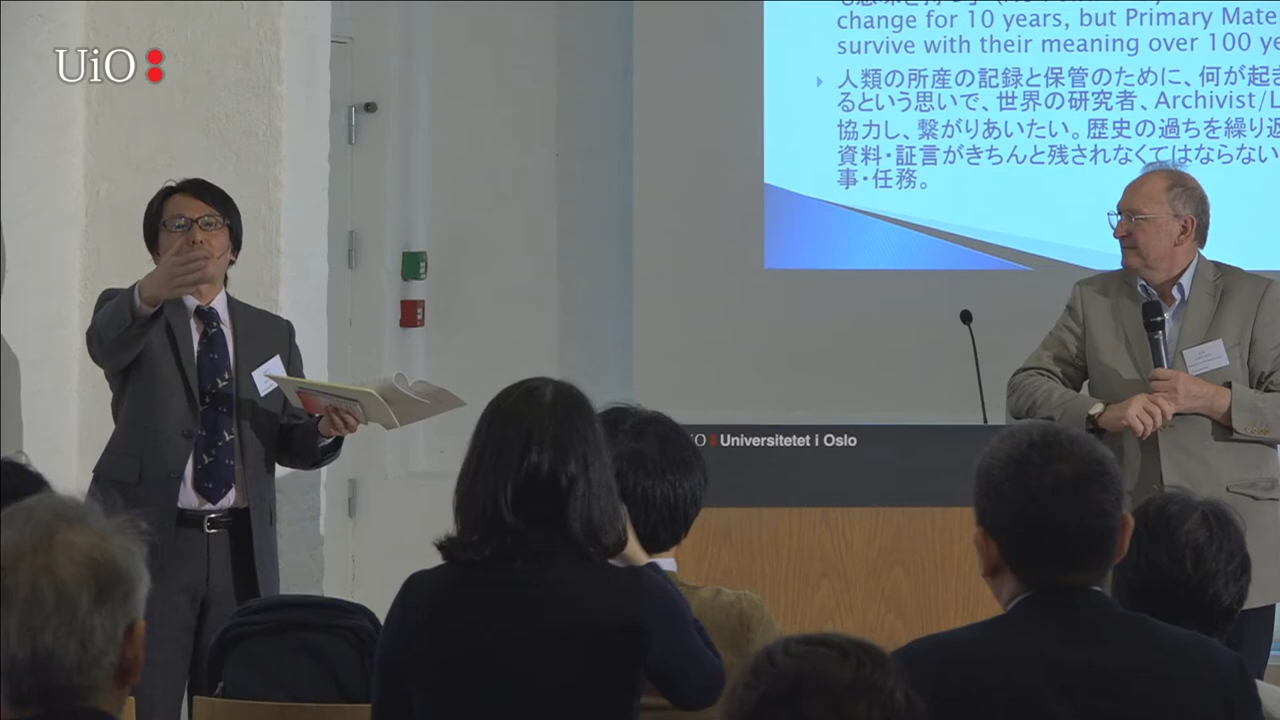 UiO:
change for 10 years, but Primary Mate
survive with their meaning over 100 ye
人類の所産の記録と保管のために、何が起き
るという思いで、世界の研究者、Archivist/L
協力し、繋がりあいたい。歴史の過ちを繰り返
資料・証言がきちんと残されなくてはならない
事・任務。
Universitetet i Oslo